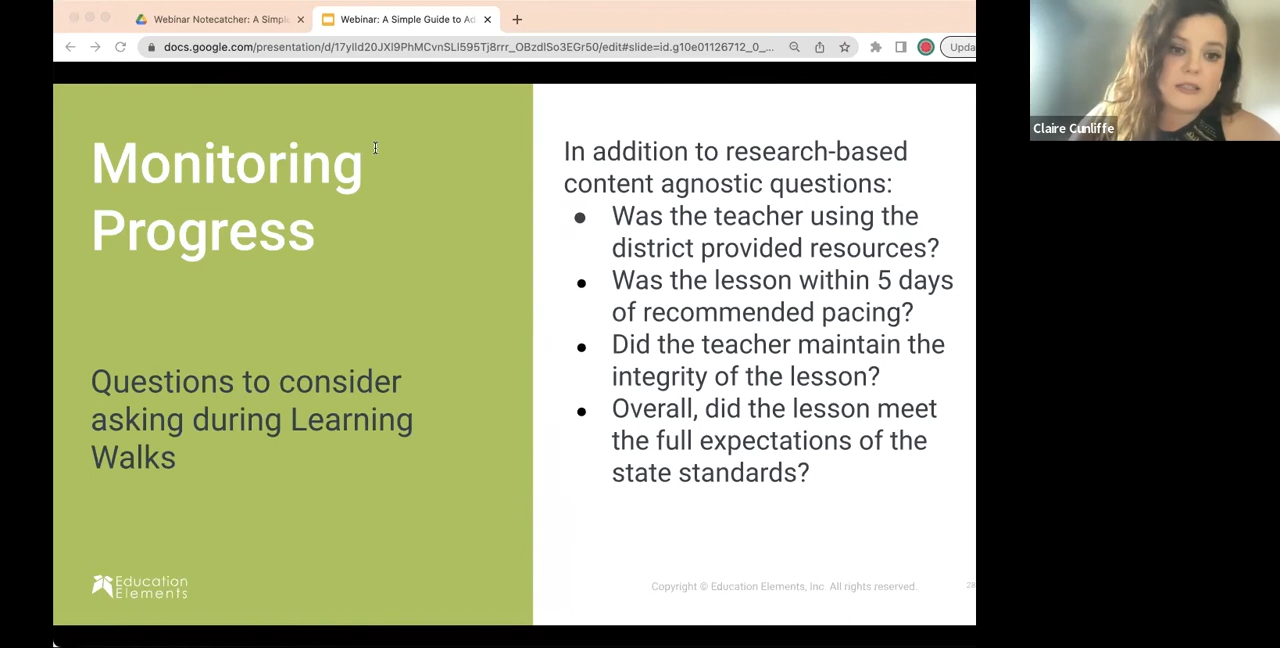 Webinar Notecatcher: A Simpl
Webinar: A Simple Guide to Ad
docs.google.com/presentation/d/17yIld20JXl9PhMCvnSLl595Tj8rrr_OBzdlSo3EGr50/edit#slide=id.g10e01126712_0_...
Upda
Claire Cunliffe
Monitoring
Progress
Questions to consider
asking during Learning
Walks
Education
Elements
In addition to research-based
content agnostic questions:
● Was the teacher using the
district provided resources?
● Was the lesson within 5 days
of recommended pacing?
● Did the teacher maintain the
integrity of the lesson?
● Overall, did the lesson meet
the full expectations of the
state standards?
Copyright © Education Elements, Inc. All rights reserved.